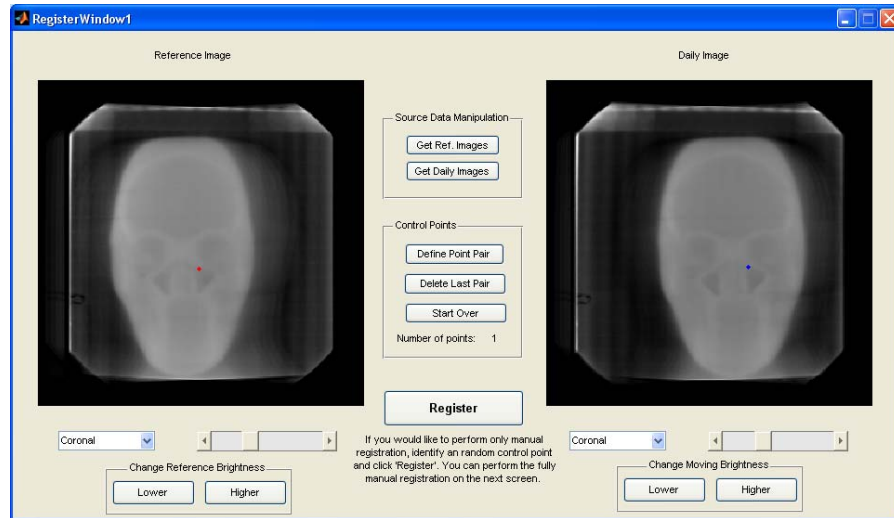 RegisterWindow1
Reference Image
Daily Image
Source Data Manipulation
Get Ref. Images
Get Daily Images
Control Points
Define Point Pair
Delete Last Pair
Start Over
Number of points: 1
Register
If you would like to perform only manual
registration, identify an random control point
and click 'Register'. You can perform the fully
manual registration on the next screen.
Coronal
Change Reference Brightness
Lower Higher
Coronal
Change Moving Brightness
Lower Higher